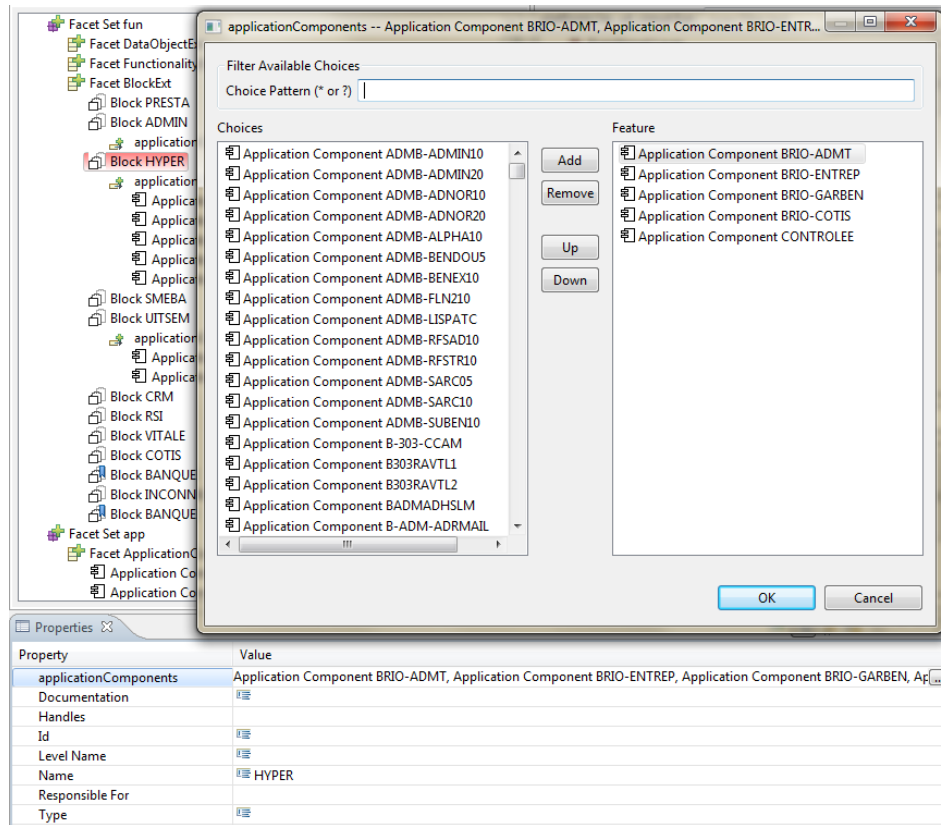 Facet Set fun
Facet DataObjectE
Facet Functionality
Facet BlockExt
Block PRESTA
Block ADMIN
application
Block HYPER
application
Applica
Applica
Applica
Applica
Applica
Block SMEBA
Block UITSEM
application
Applica
Applica
Block CRM
Block RSI
Block VITALE
Block COTIS
Block BANQUE
Block INCONN
Block BANQUE
Facet Set app
Facet ApplicationC
Application Co
Application Co
applicationComponents -- Application Component BRIO-ADMT, Application Component BRIO-ENTR...
Filter Available Choices
Choice Pattern (* or ?)
Choices
Application Component ADMB-ADMIN10
Application Component ADMB-ADMIN20
Application Component ADMB-ADNOR10
Application Component ADMB-ADNOR20
Application Component ADMB-ALPHA10
Application Component ADMB-BENDOU5
Application Component ADMB-BENEX10
Application Component ADMB-FLN210
Application Component ADMB-LISPATC
Application Component ADMB-RFSAD10
Application Component ADMB-RFSTR10
Application Component ADMB-SARC05
Application Component ADMB-SARC10
Application Component ADMB-SUBEN10
Application Component B-303-CCAM
Application Component B303RAVTL1
Application Component B303RAVTL2
Application Component BADMADHSLM
Application Component B-ADM-ADRMAIL
Add
Remove
Up
Down
Feature
Application Component BRIO-ADMT
Application Component BRIO-ENTREP
Application Component BRIO-GARBEN
Application Component BRIO-COTIS
Application Component CONTROLEE
OK
Cancel
Properties
Property Value
applicationComponents Application Component BRIO-ADMT, Application Component BRIO-ENTREP, Application Component BRIO-GARBEN, Ap...
Documentation
Handles
Id
Level Name
Name HYPER
Responsible For
Type